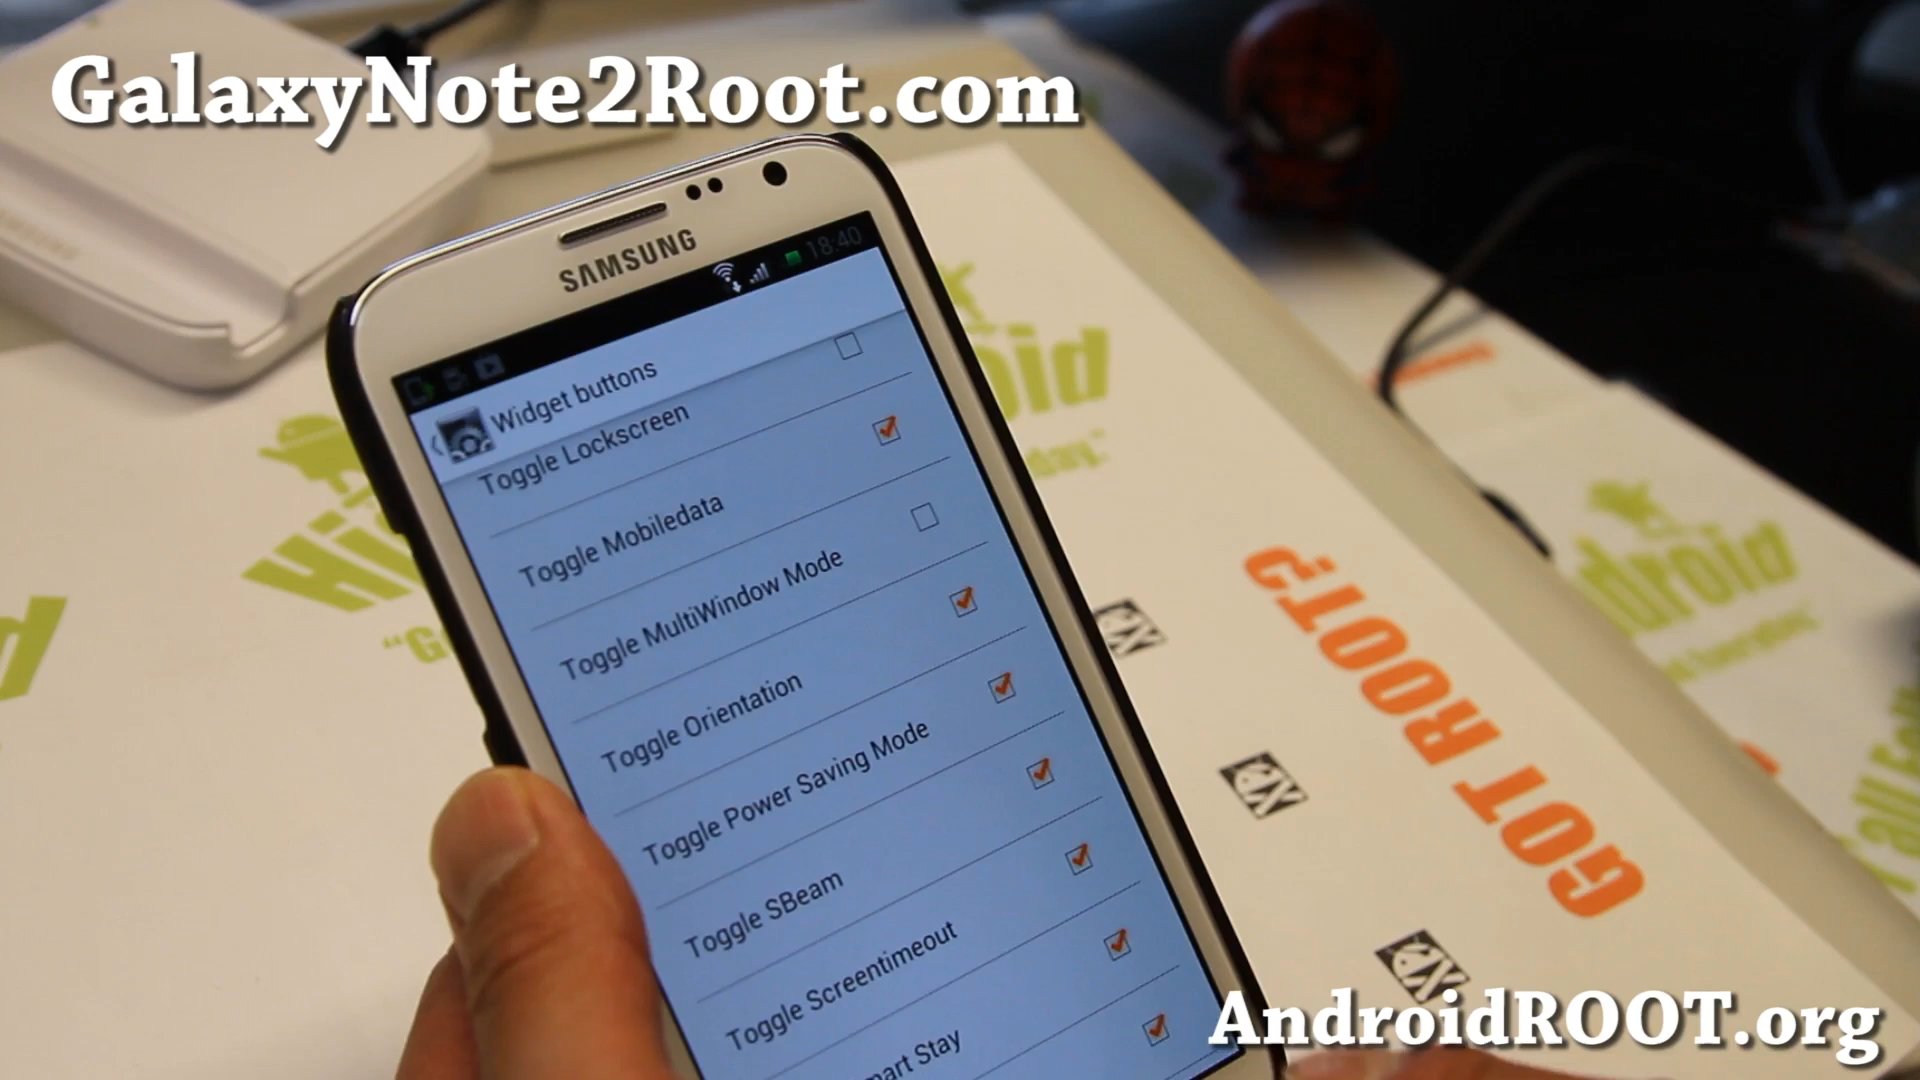 GalaxyNote2Root.com
SAMSUNG
18:40
Widget buttons
Toggle Lockscreen
Toggle Mobiledata
Toggle MultiWindow Mode
Toggle Orientation
Toggle Power Saving Mode
Toggle SBeam
Toggle Screentimeout
Stay
GOT ROOT?
AndroidROOT.org